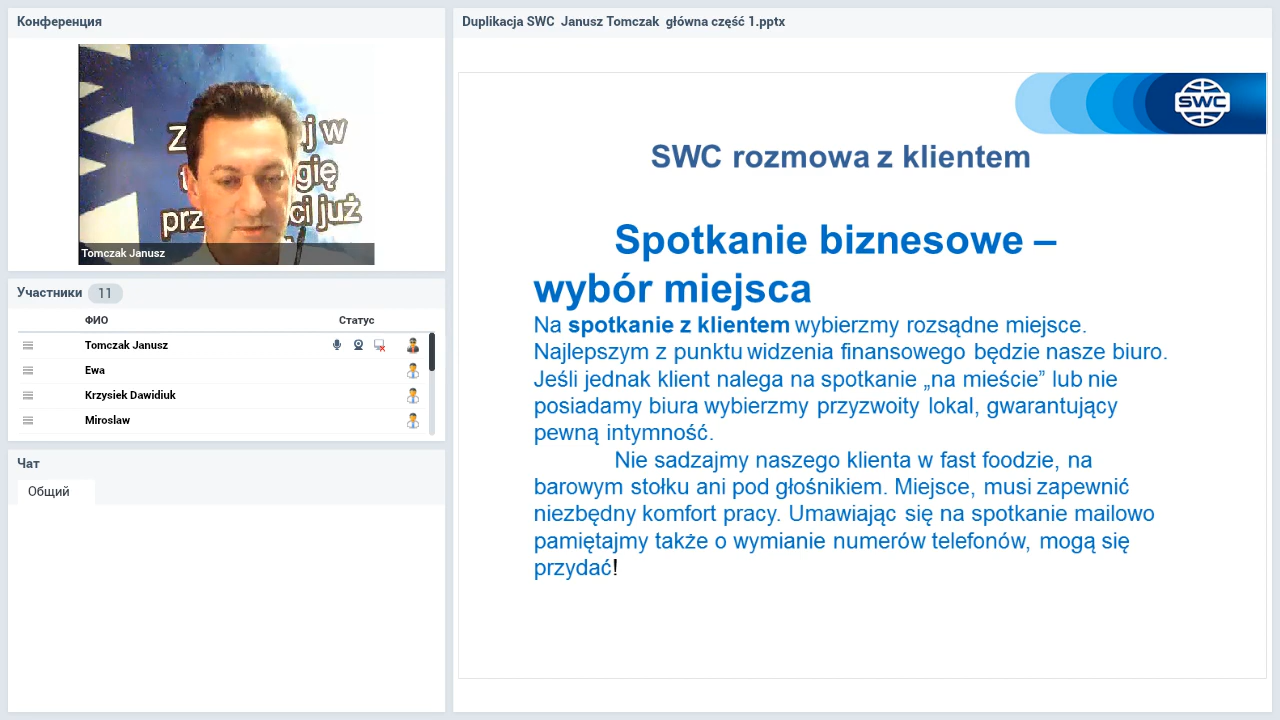 Конференция
Z j w
t gię
prz ci już
Tomczak Janusz
Участники 11
ФИО Статус
Tomczak Janusz
Ewa
Krzysiek Dawidiuk
Miroslaw
Чат
Общий
Duplikacja SWC Janusz Tomczak główna część 1.pptx
SWC
SWC rozmowa z klientem
Spotkanie biznesowe –
wybór miejsca
Na spotkanie z klientem wybierzmy rozsądne miejsce.
Najlepszym z punktu widzenia finansowego będzie nasze biuro.
Jeśli jednak klient nalega na spotkanie „na mieście” lub nie
posiadamy biura wybierzmy przyzwoity lokal, gwarantujący
pewną intymność.
Nie sadzajmy naszego klienta w fast foodzie, na
barowym stołku ani pod głośnikiem. Miejsce, musi zapewnić
niezbędny komfort pracy. Umawiając się na spotkanie mailowo
pamiętajmy także o wymianie numerów telefonów, mogą się
przydać!